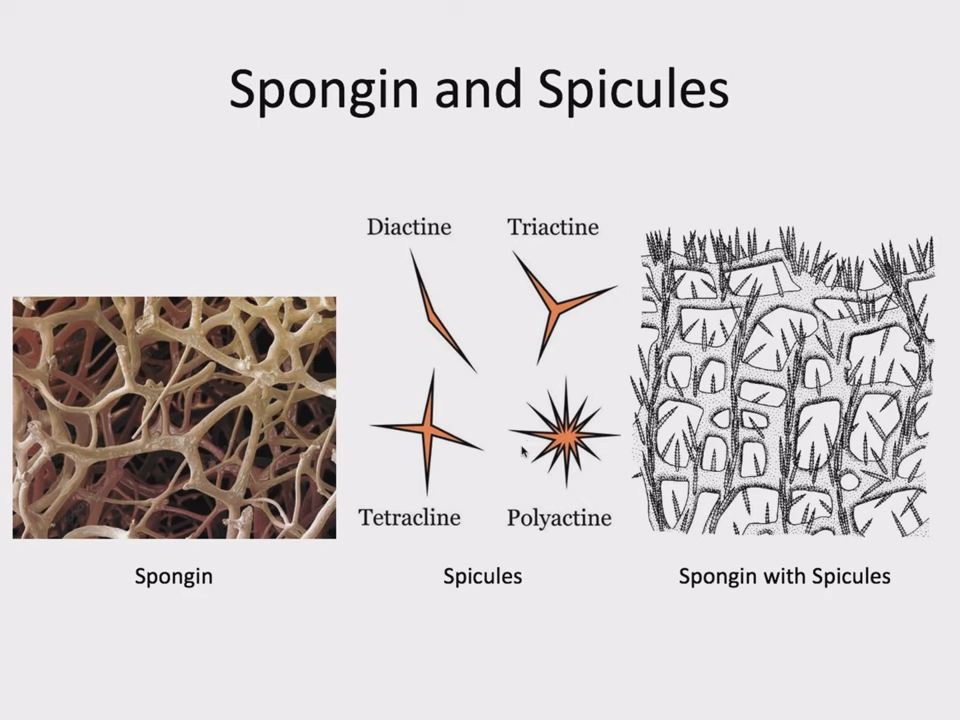 Spongin and Spicules
Diactine
Triactine
Tetracline
Polyactine
Spongin
Spicules
Spongin with Spicules